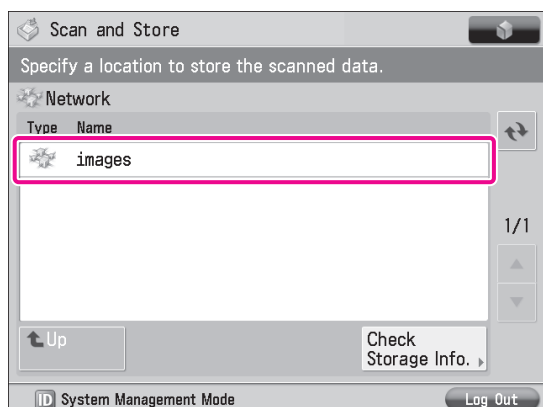 Scan and Store
Specify a location to store the scanned data.
Network
Type Name
images
1/1
Up
Check
Storage Info.
ID System Management Mode
Log Out